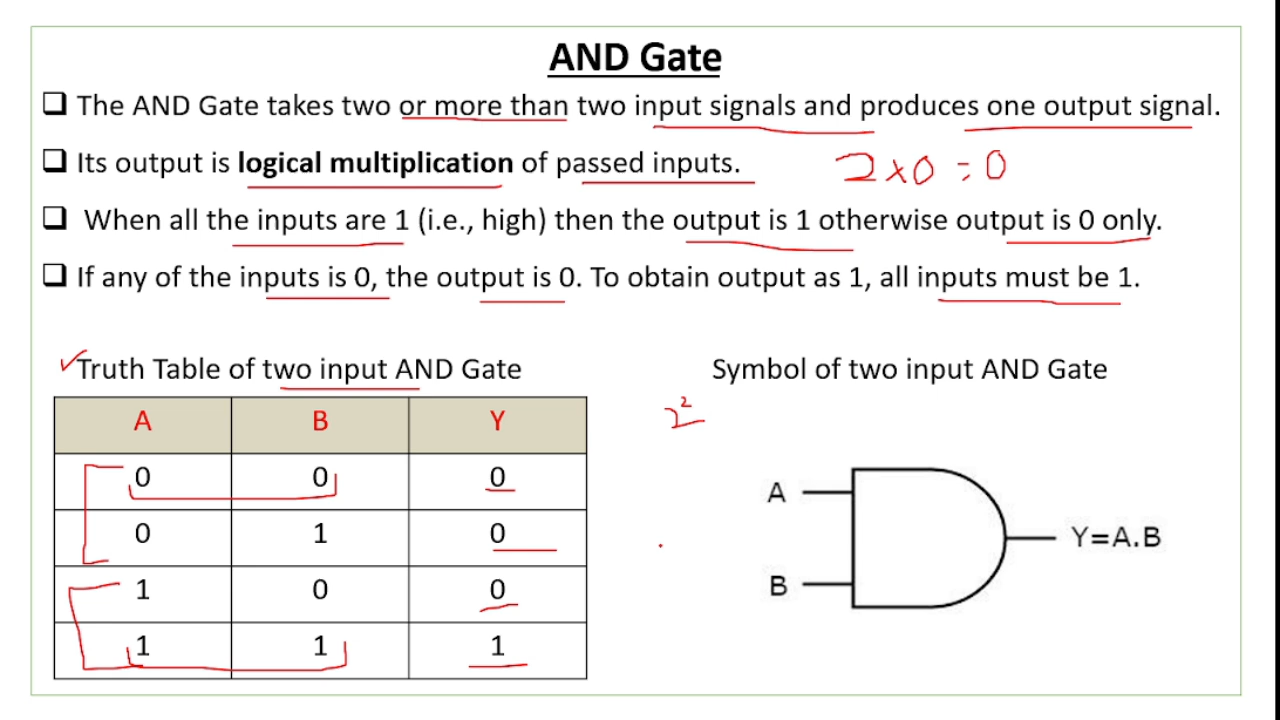 AND Gate
❑ The AND Gate takes two or more than two input signals and produces one output signal.
❑ Its output is logical multiplication of passed inputs.
2×0=0
❑ When all the inputs are 1 (i.e., high) then the output is 1 otherwise output is 0 only.
❑ If any of the inputs is 0, the output is 0. To obtain output as 1, all inputs must be 1.
✓Truth Table of two input AND Gate
A B Y
0 0 0
0 1 0
1 0 0
1 1 1
Symbol of two input AND Gate
2²
A
B
Y=A.B